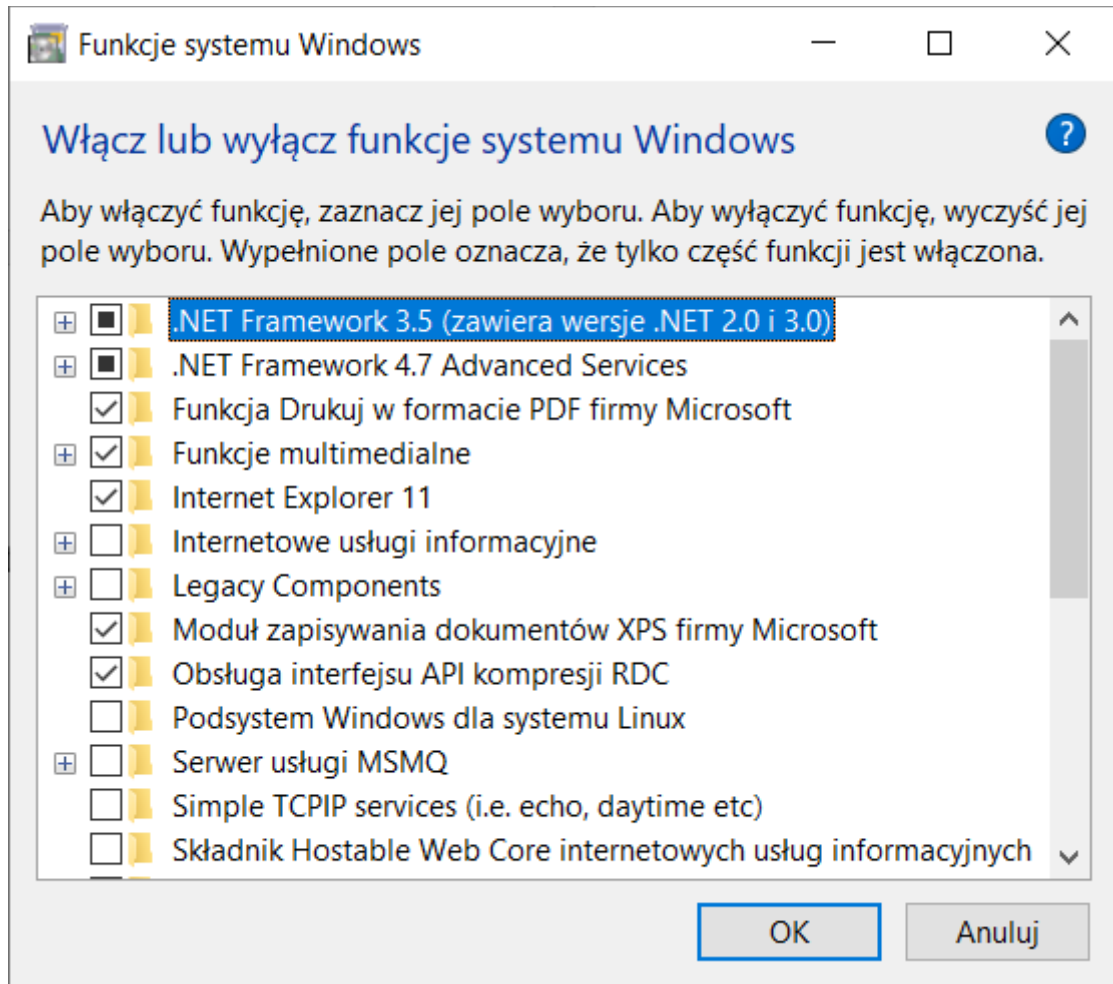 Funkcje systemu Windows
Włącz lub wyłącz funkcje systemu Windows
Aby włączyć funkcję, zaznacz jej pole wyboru. Aby wyłączyć funkcję, wyczyść jej
pole wyboru. Wypełnione pole oznacza, że tylko część funkcji jest włączona.
.NET Framework 3.5 (zawiera wersje .NET 2.0 i 3.0)
.NET Framework 4.7 Advanced Services
Funkcja Drukuj w formacie PDF firmy Microsoft
Funkcje multimedialne
Internet Explorer 11
Internetowe usługi informacyjne
Legacy Components
Moduł zapisywania dokumentów XPS firmy Microsoft
Obsługa interfejsu API kompresji RDC
Podsystem Windows dla systemu Linux
Serwer usługi MSMQ
Simple TCPIP services (i.e. echo, daytime etc)
Składnik Hostable Web Core internetowych usług informacyjnych
OK Anuluj